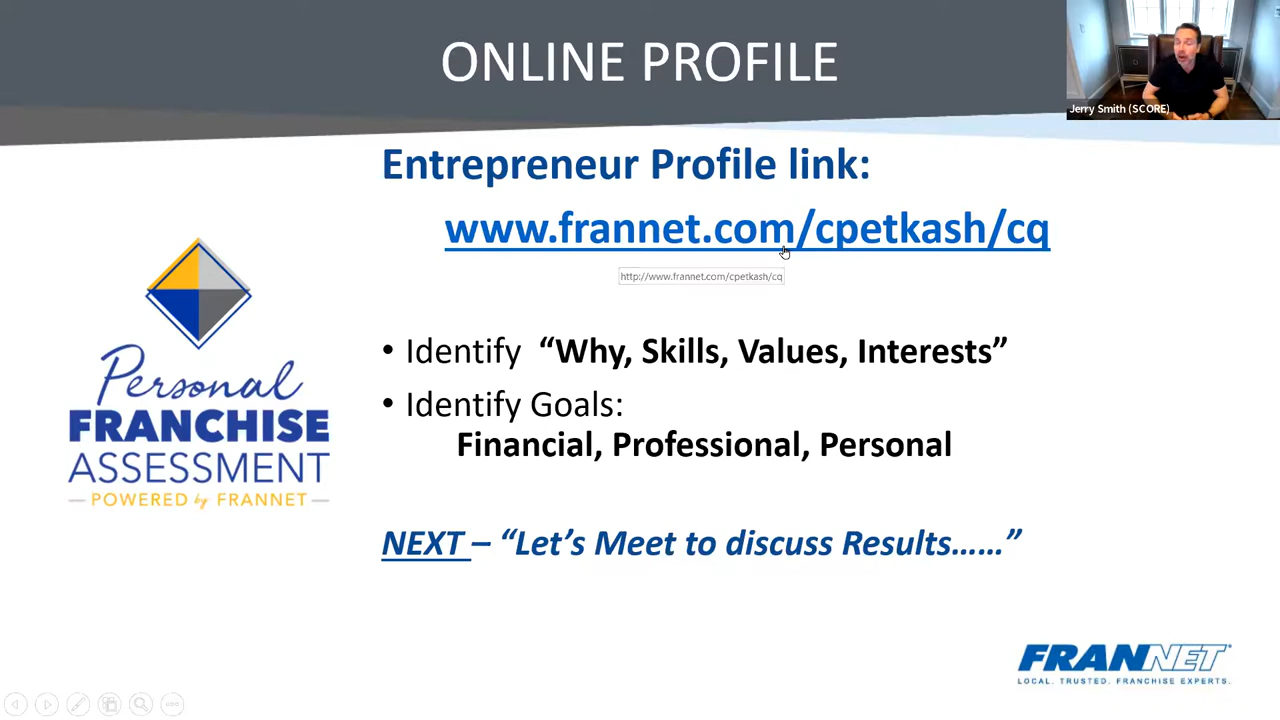 ONLINE PROFILE
Jerry Smith (SCORE)
Entrepreneur Profile link:
www.frannet.com/cpetkash/cq
http://www.frannet.com/cpetkash/cq
• Identify “Why, Skills, Values, Interests”
• Identify Goals:
Financial, Professional, Personal
NEXT – “Let’s Meet to discuss Results……”
Personal
FRANCHISE
ASSESSMENT
POWERED by FRANNET
FRANNET
LOCAL. TRUSTED. FRANCHISE EXPERTS.